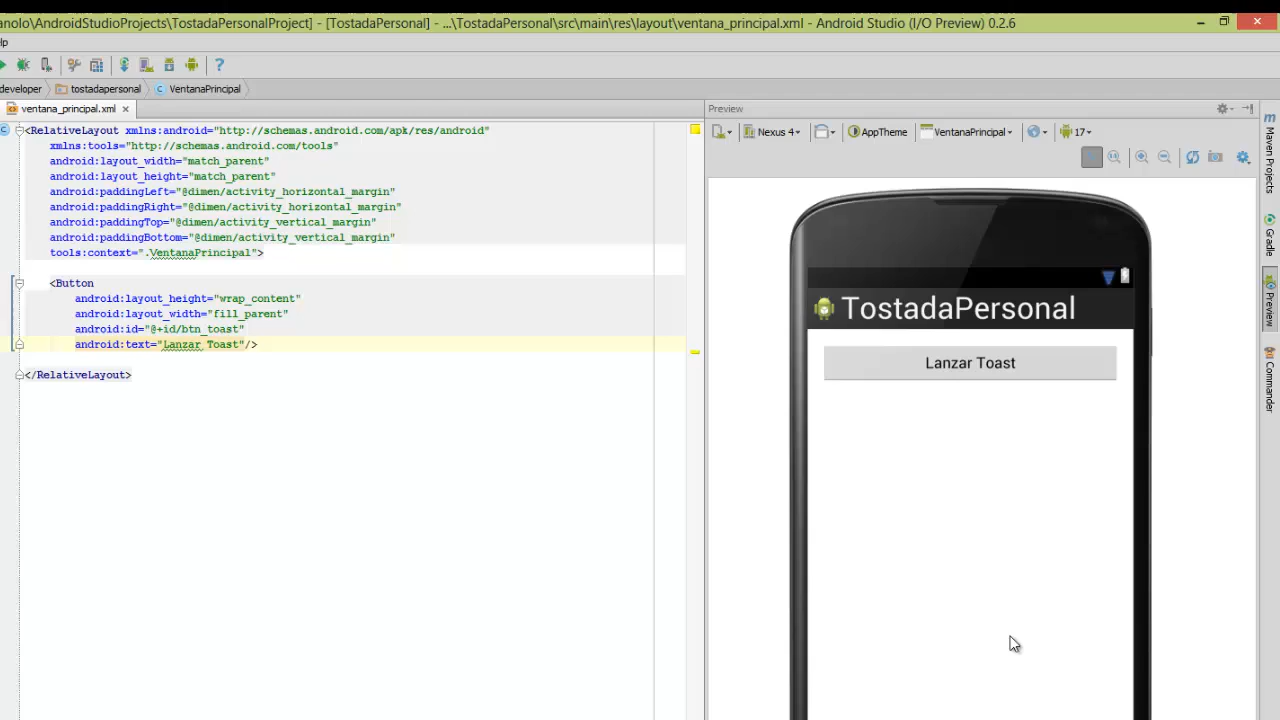 anolo\AndroidStudioProjects\TostadaPersonalProject] - [TostadaPersonal] - ...\TostadaPersonal\src\main\res\layout\ventana_principal.xml - Android Studio (I/O Preview) 0.2.6
lp
?
developer tostadapersonal VentanaPrincipal
ventana_principal.xml
<RelativeLayout xmlns:android="http://schemas.android.com/apk/res/android"
xmlns:tools="http://schemas.android.com/tools"
android:layout_width="match_parent"
android:layout_height="match_parent"
android:paddingLeft="@dimen/activity_horizontal_margin"
android:paddingRight="@dimen/activity_horizontal_margin"
android:paddingTop="@dimen/activity_vertical_margin"
android:paddingBottom="@dimen/activity_vertical_margin"
tools:context=".VentanaPrincipal">
<Button
android:layout_height="wrap_content"
android:layout_width="fill_parent"
android:id="@+id/btn_toast"
android:text="Lanzar Toast"/>
</RelativeLayout>
Preview
Nexus 4 AppTheme VentanaPrincipal 17
TostadaPersonal
Lanzar Toast
Maven Projects
Gradle
Preview
Commander